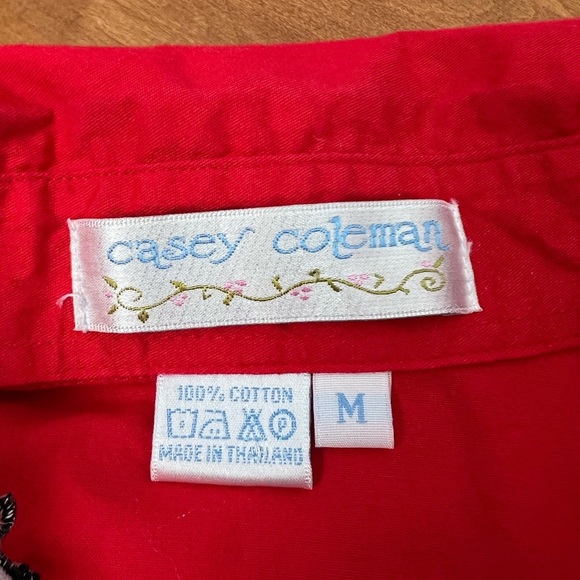 casey coleman
100% COTTON
P
MADE IN THAILAND
M